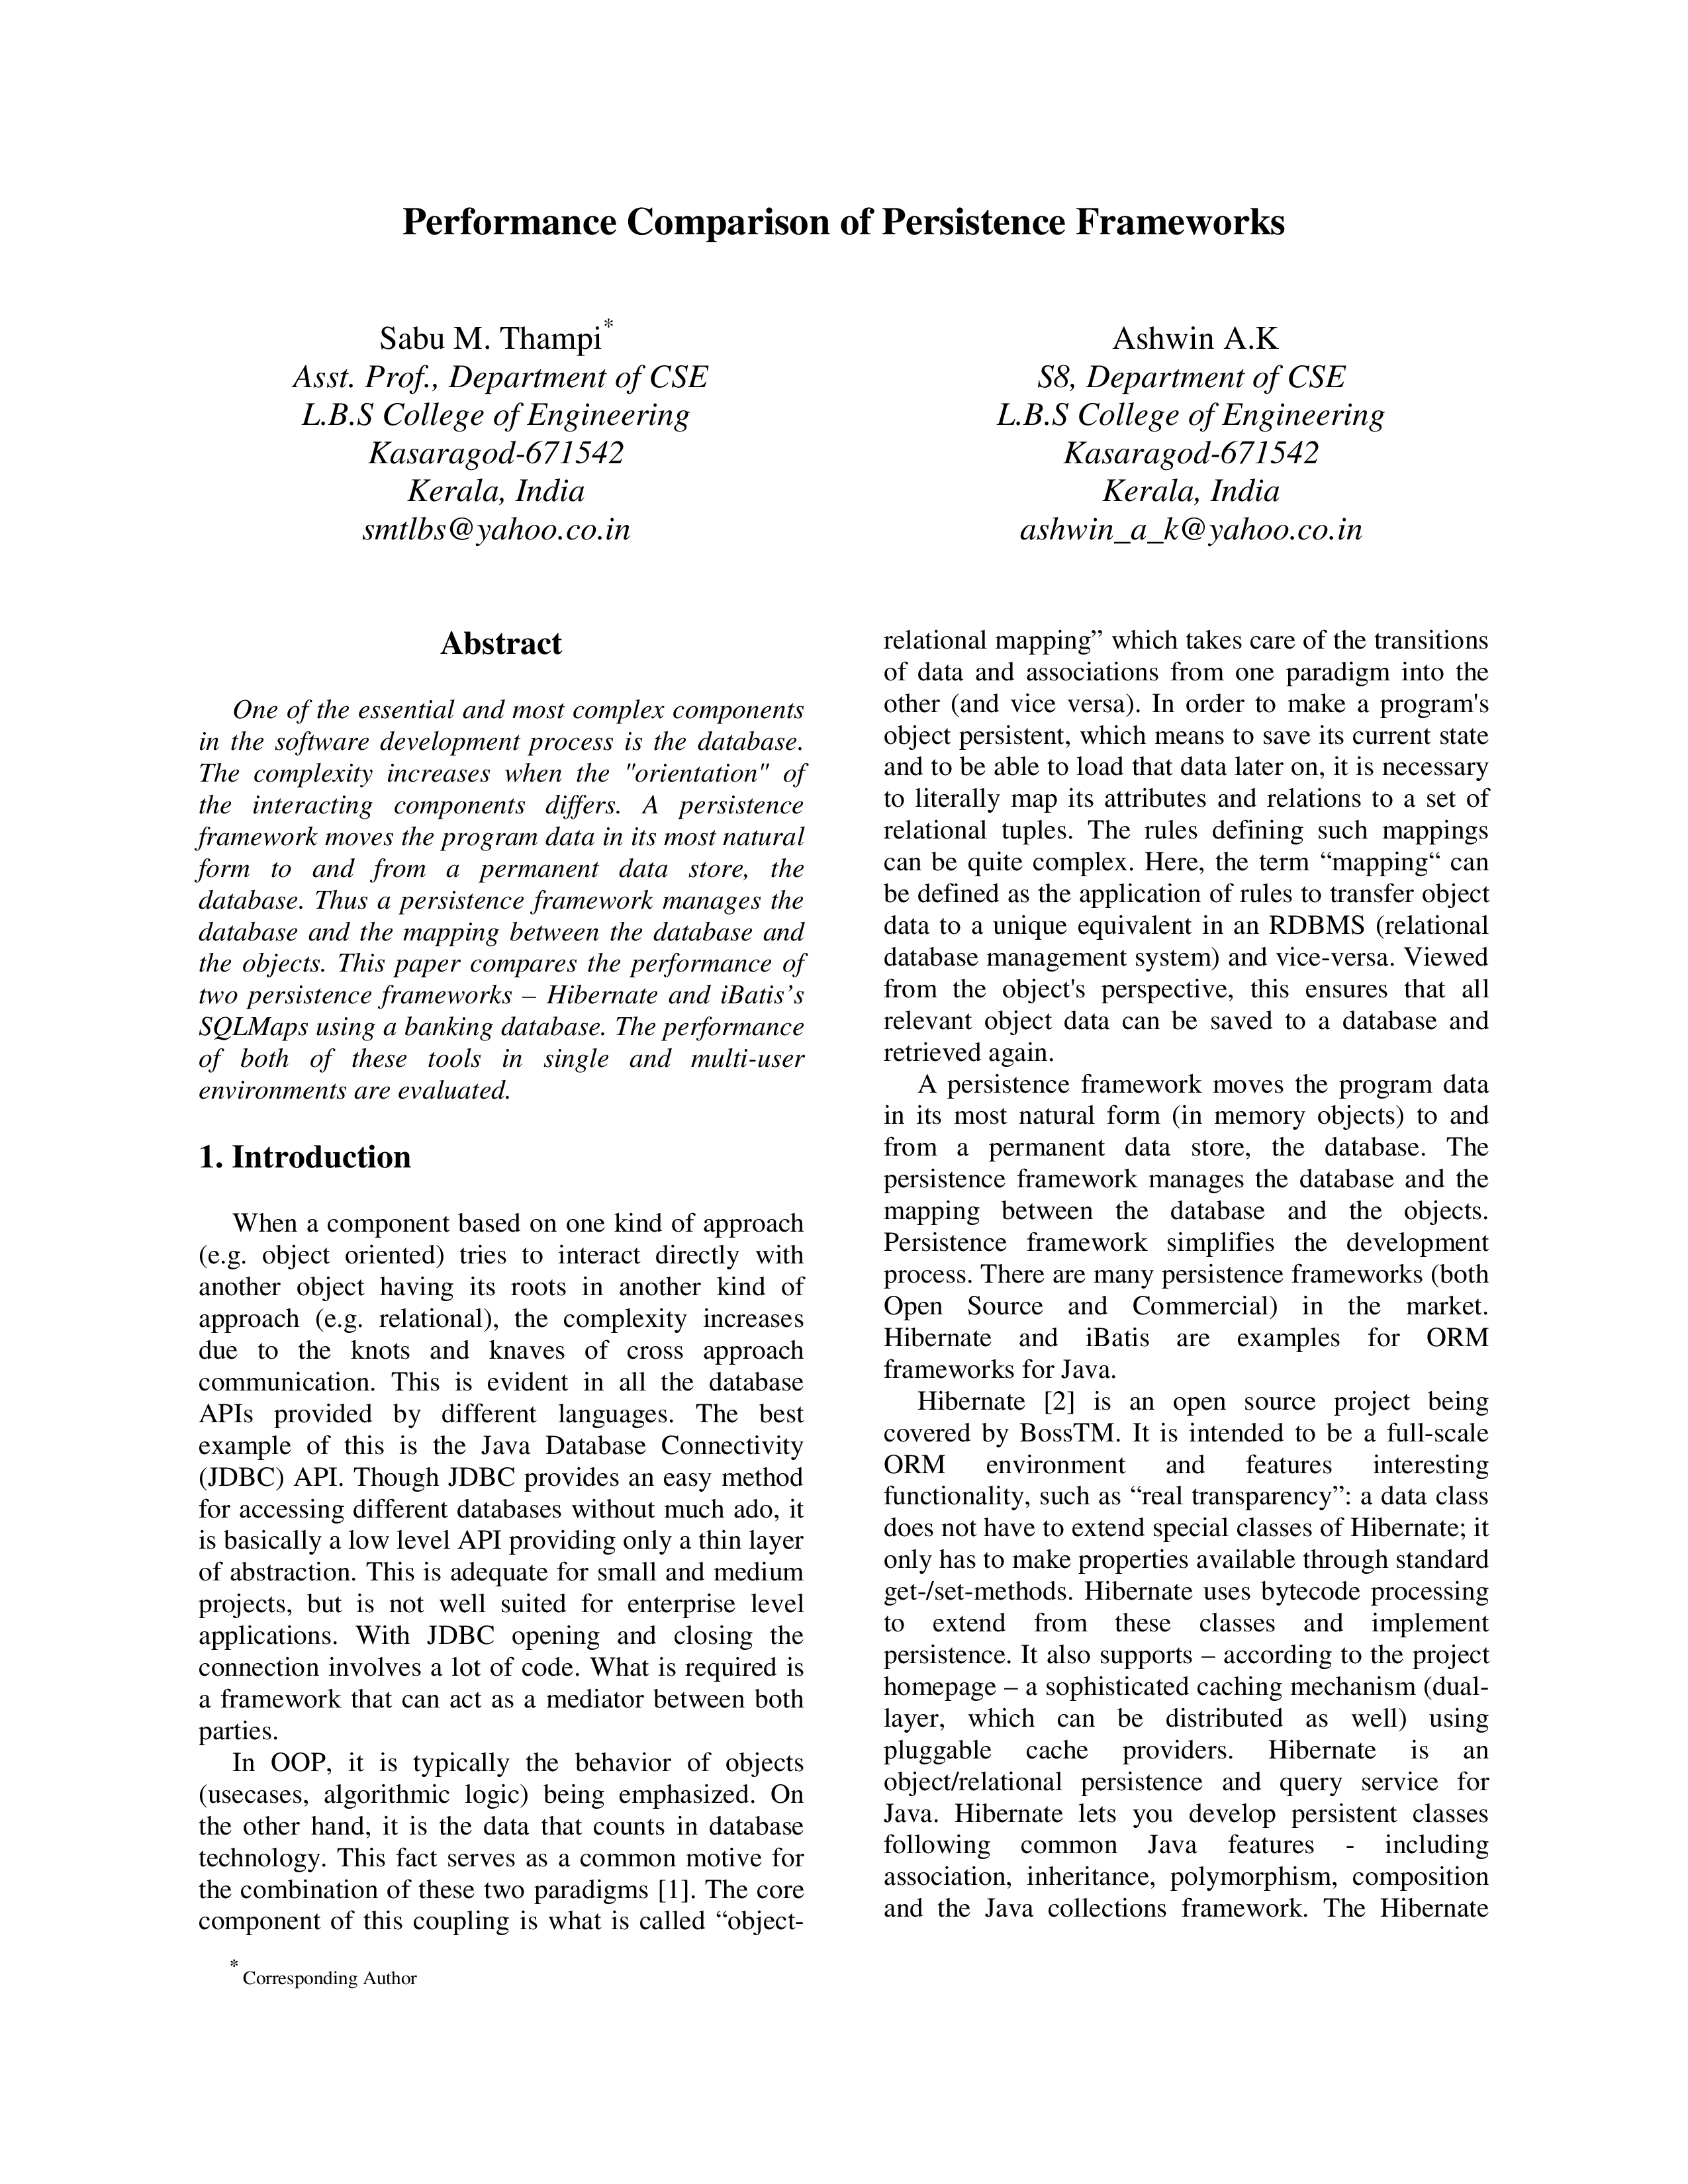 Performance Comparison of Persistence Frameworks
Sabu M. Thampi*
Asst. Prof., Department of CSE
L.B.S College of Engineering
Kasaragod-671542
Kerala, India
smtlbs@yahoo.co.in
Ashwin A.K
S8, Department of CSE
L.B.S College of Engineering
Kasaragod-671542
Kerala, India
ashwin_a_k@yahoo.co.in
Abstract
One of the essential and most complex components
in the software development process is the database.
The complexity increases when the "orientation" of
the interacting components differs. A persistence
framework moves the program data in its most natural
form to and from a permanent data store, the
database. Thus a persistence framework manages the
database and the mapping between the database and
the objects. This paper compares the performance of
two persistence frameworks – Hibernate and iBatis’s
SQLMaps using a banking database. The performance
of both of these tools in single and multi-user
environments are evaluated.
1. Introduction
When a component based on one kind of approach
(e.g. object oriented) tries to interact directly with
another object having its roots in another kind of
approach (e.g. relational), the complexity increases
due to the knots and knaves of cross approach
communication. This is evident in all the database
APIs provided by different languages. The best
example of this is the Java Database Connectivity
(JDBC) API. Though JDBC provides an easy method
for accessing different databases without much ado, it
is basically a low level API providing only a thin layer
of abstraction. This is adequate for small and medium
projects, but is not well suited for enterprise level
applications. With JDBC opening and closing the
connection involves a lot of code. What is required is
a framework that can act as a mediator between both
parties.
In OOP, it is typically the behavior of objects
(usecases, algorithmic logic) being emphasized. On
the other hand, it is the data that counts in database
technology. This fact serves as a common motive for
the combination of these two paradigms [1]. The core
component of this coupling is what is called “object-
* Corresponding Author
relational mapping” which takes care of the transitions
of data and associations from one paradigm into the
other (and vice versa). In order to make a program's
object persistent, which means to save its current state
and to be able to load that data later on, it is necessary
to literally map its attributes and relations to a set of
relational tuples. The rules defining such mappings
can be quite complex. Here, the term “mapping“ can
be defined as the application of rules to transfer object
data to a unique equivalent in an RDBMS (relational
database management system) and vice-versa. Viewed
from the object's perspective, this ensures that all
relevant object data can be saved to a database and
retrieved again.
A persistence framework moves the program data
in its most natural form (in memory objects) to and
from a permanent data store, the database. The
persistence framework manages the database and the
mapping between the database and the objects.
Persistence framework simplifies the development
process. There are many persistence frameworks (both
Open Source and Commercial) in the market.
Hibernate and iBatis are examples for ORM
frameworks for Java.
Hibernate [2] is an open source project being
covered by BossTM. It is intended to be a full-scale
ORM environment and features interesting
functionality, such as “real transparency”: a data class
does not have to extend special classes of Hibernate; it
only has to make properties available through standard
get-/set-methods. Hibernate uses bytecode processing
to extend from these classes and implement
persistence. It also supports – according to the project
homepage – a sophisticated caching mechanism (dual-
layer, which can be distributed as well) using
pluggable cache providers. Hibernate is an
object/relational persistence and query service for
Java. Hibernate lets you develop persistent classes
following common Java features - including
association, inheritance, polymorphism, composition
and the Java collections framework. The Hibernate